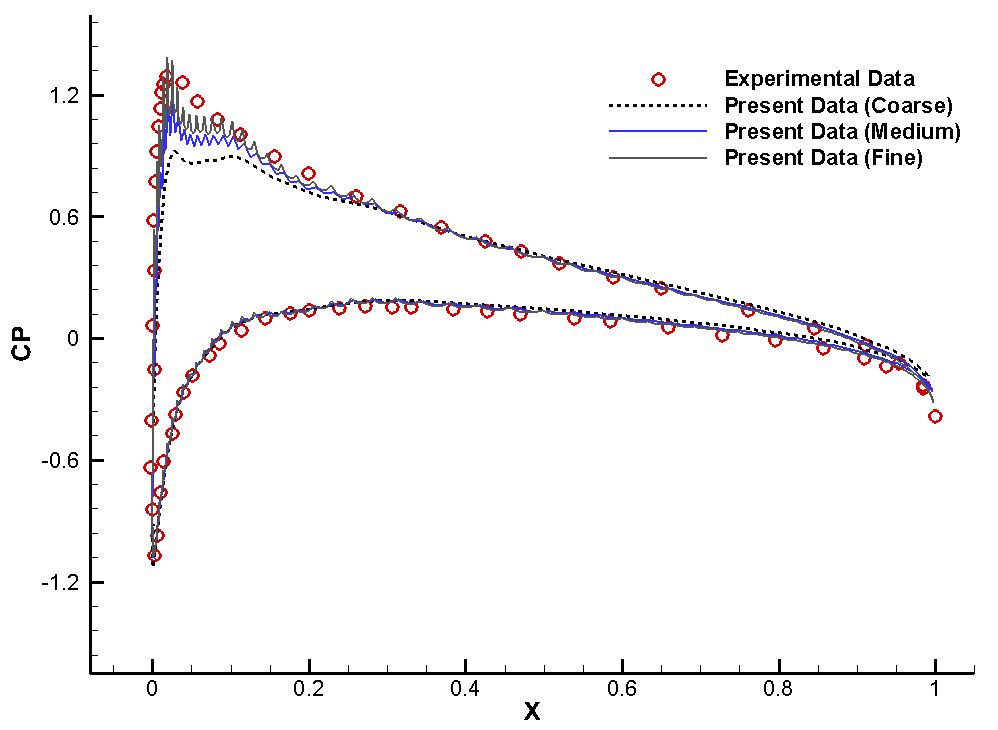 Experimental Data
Present Data (Coarse)
Present Data (Medium)
Present Data (Fine)
1.2
0.6
0
-0.6
-1.2
CP
0 0.2 0.4 0.6 0.8 1
X